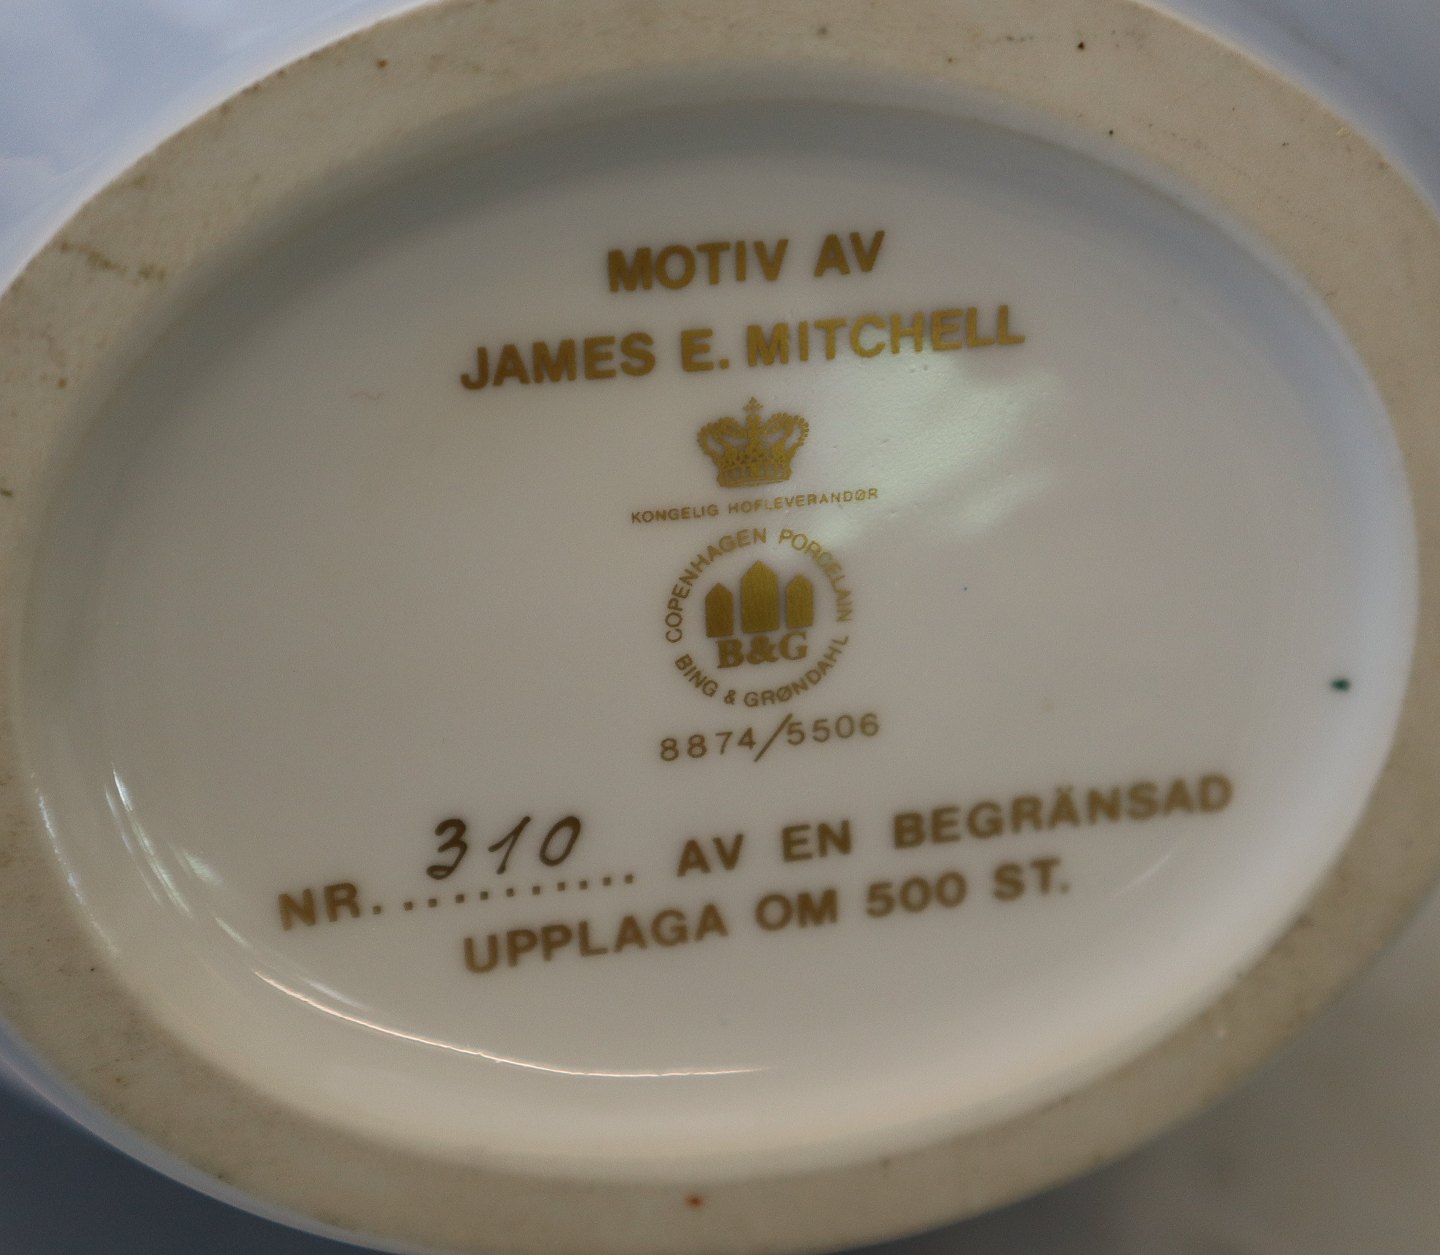 MOTIV AV
JAMES E. MITCHELL
KONGELIG HOFLEVERANDØR
COPENHAGEN PORCELAIN
B&G
BING & GRØNDAHL
8874/5506
NR. 310 AV EN BEGRÄNSAD
UPPLAGA OM 500 ST.